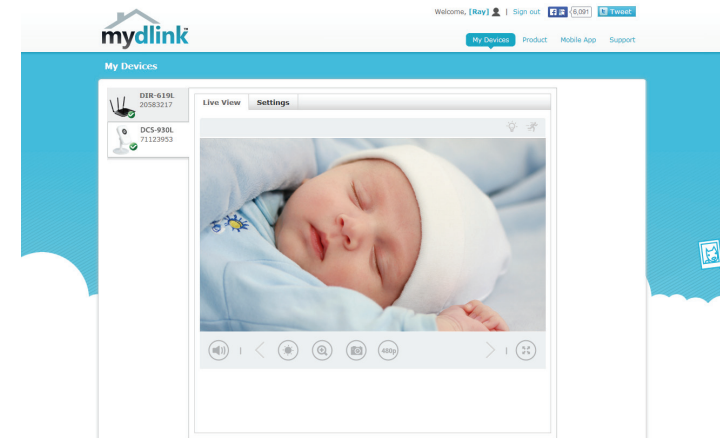 Welcome, [Ray] | Sign out 6,091 Tweet
mydlink
My Devices Product Mobile App Support
My Devices
DIR-619L
20583217
DCS-930L
71123953
Live View Settings
480p